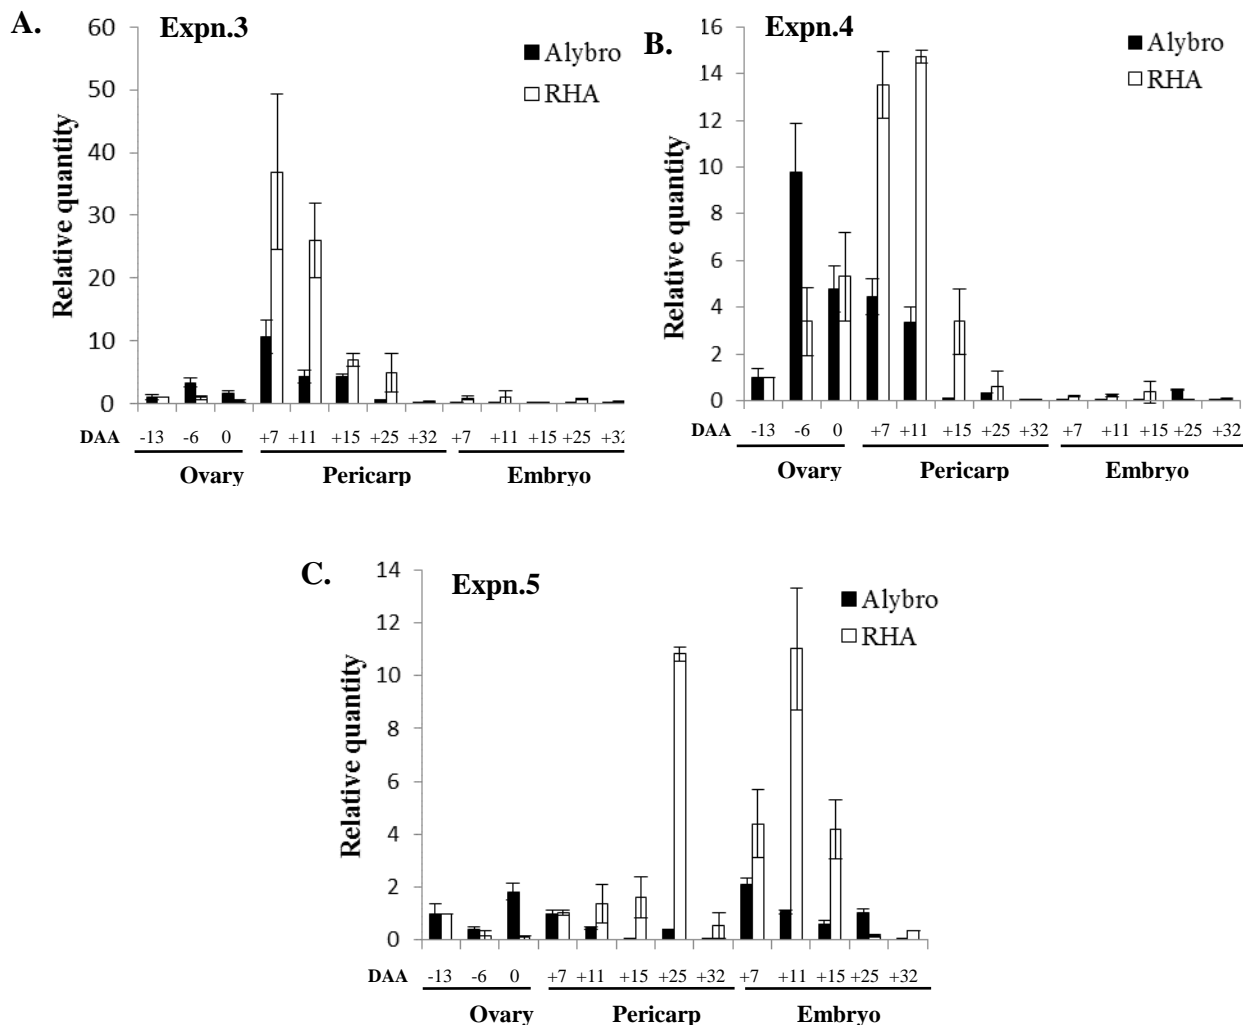 A.
Expn.3
60
50
40
30
20
10
0
Relative quantity
Alybro
RHA
DAA -13 -6 0 +7 +11 +15 +25 +32 +7 +11 +15 +25 +32
Ovary Pericarp Embryo
B.
Expn.4
16
14
12
10
8
6
4
2
0
Relative quantity
Alybro
RHA
DAA -13 -6 0 +7 +11 +15 +25 +32 +7 +11 +15 +25 +32
Ovary Pericarp Embryo
C.
Expn.5
14
12
10
8
6
4
2
0
Relative quantity
Alybro
RHA
DAA -13 -6 0 +7 +11 +15 +25 +32 +7 +11 +15 +25 +32
Ovary Pericarp Embryo